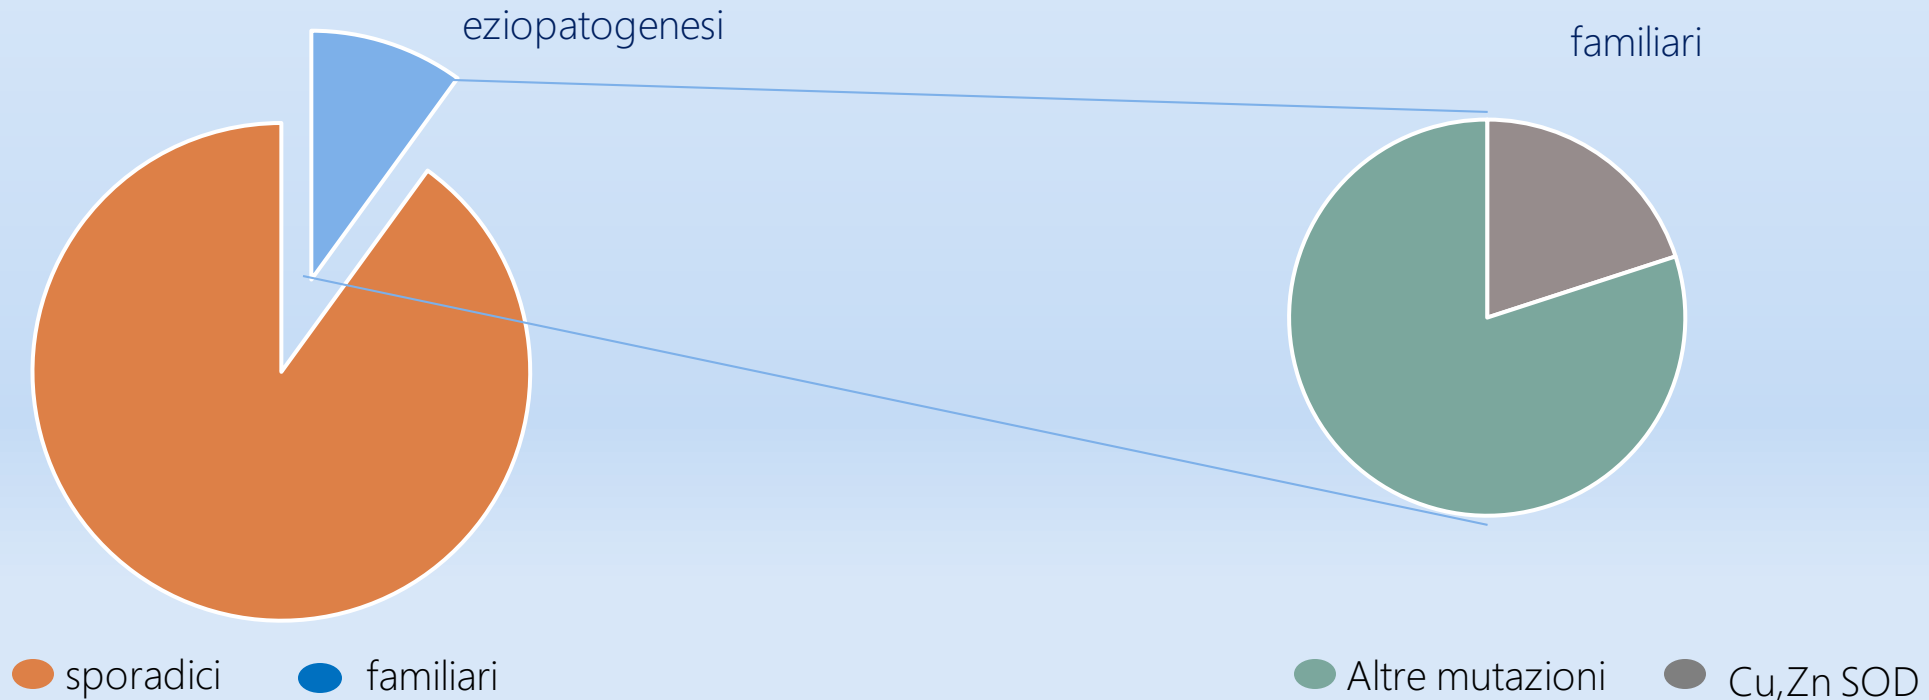 eziopatogenesi
familiari
sporadici
familiari
Altre mutazioni
Cu,Zn SOD